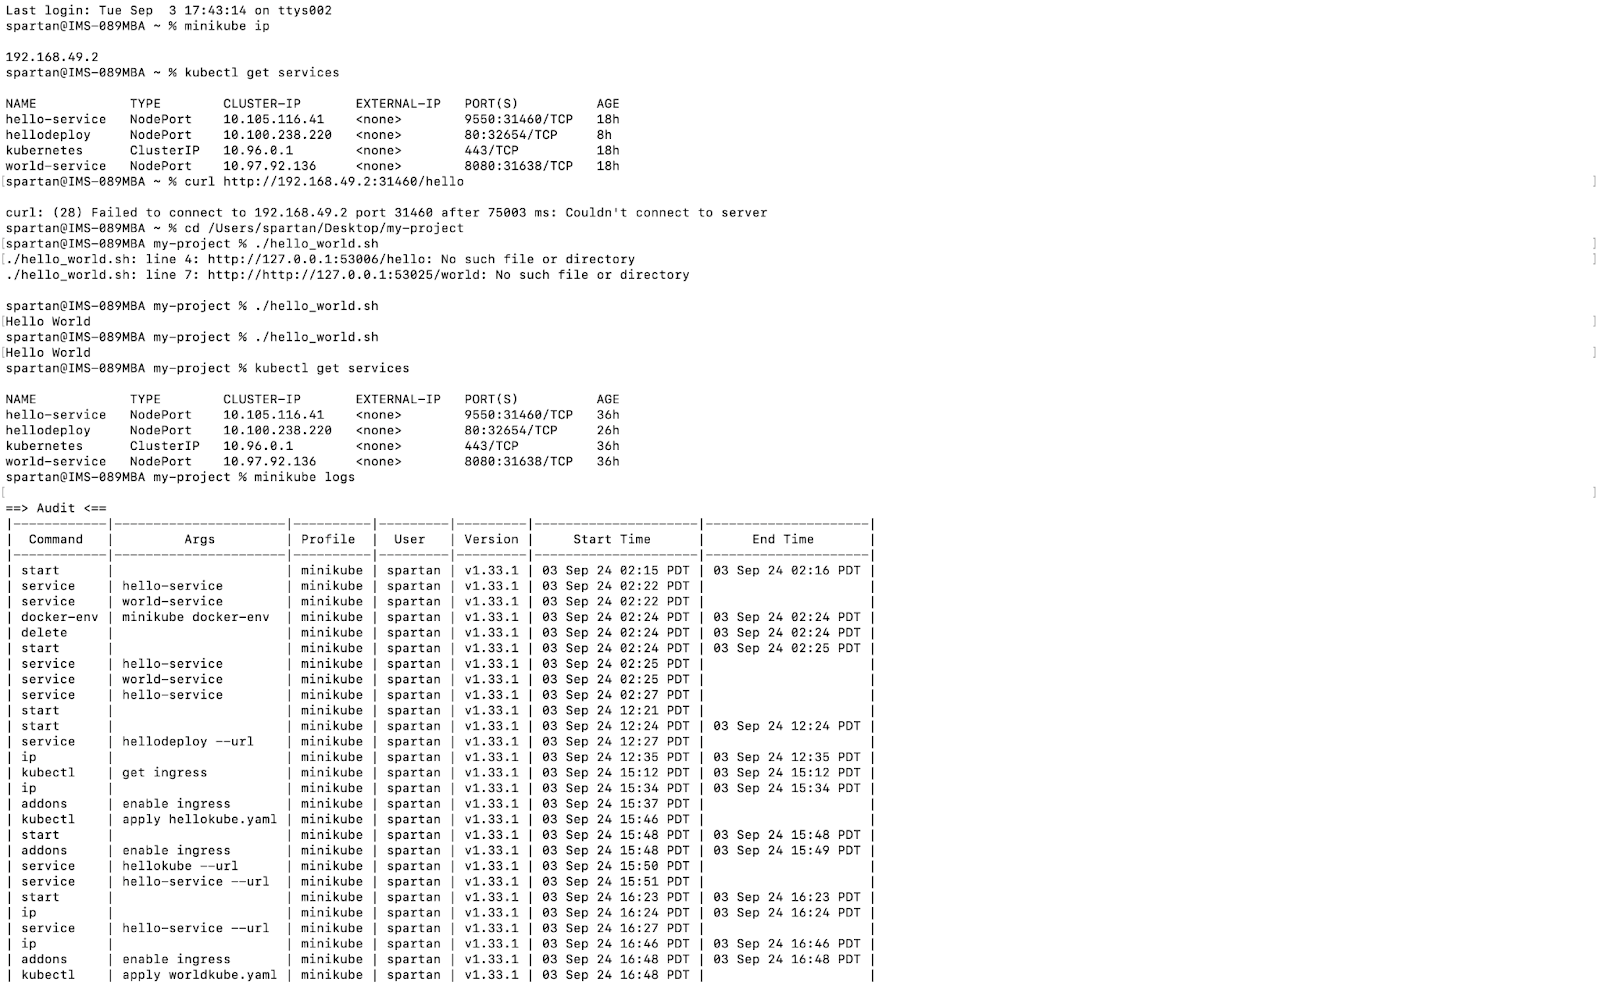 Last login: Tue Sep  3 17:43:14 on ttys002
spartan@IMS-089MBA ~ % minikube ip
192.168.49.2
spartan@IMS-089MBA ~ % kubectl get services
NAME            TYPE        CLUSTER-IP       EXTERNAL-IP   PORT(S)          AGE
hello-service   NodePort    10.105.116.41    <none>        9550:31460/TCP   18h
hellodeploy     NodePort    10.100.238.220   <none>        80:32654/TCP     8h
kubernetes      ClusterIP   10.96.0.1        <none>        443/TCP          18h
world-service   NodePort    10.97.92.136     <none>        8080:31638/TCP   18h
[spartan@IMS-089MBA ~ % curl http://192.168.49.2:31460/hello ]
curl: (28) Failed to connect to 192.168.49.2 port 31460 after 75003 ms: Couldn't connect to server
spartan@IMS-089MBA ~ % cd /Users/spartan/Desktop/my-project
[spartan@IMS-089MBA my-project % ./hello_world.sh ]
[./hello_world.sh: line 4: http://127.0.0.1:53006/hello: No such file or directory ]
./hello_world.sh: line 7: http://http://127.0.0.1:53025/world: No such file or directory
spartan@IMS-089MBA my-project % ./hello_world.sh
[Hello World ]
spartan@IMS-089MBA my-project % ./hello_world.sh
[Hello World ]
spartan@IMS-089MBA my-project % kubectl get services
NAME            TYPE        CLUSTER-IP       EXTERNAL-IP   PORT(S)          AGE
hello-service   NodePort    10.105.116.41    <none>        9550:31460/TCP   36h
hellodeploy     NodePort    10.100.238.220   <none>        80:32654/TCP     26h
kubernetes      ClusterIP   10.96.0.1        <none>        443/TCP          36h
world-service   NodePort    10.97.92.136     <none>        8080:31638/TCP   36h
spartan@IMS-089MBA my-project % minikube logs
[ ]
==> Audit <==
|------------|----------------------|----------|---------|---------|---------------------|---------------------|
| Command | Args | Profile | User | Version | Start Time | End Time |
|------------|----------------------|----------|---------|---------|---------------------|---------------------|
| start | | minikube | spartan | v1.33.1 | 03 Sep 24 02:15 PDT | 03 Sep 24 02:16 PDT |
| service | hello-service | minikube | spartan | v1.33.1 | 03 Sep 24 02:22 PDT | |
| service | world-service | minikube | spartan | v1.33.1 | 03 Sep 24 02:22 PDT | |
| docker-env | minikube docker-env | minikube | spartan | v1.33.1 | 03 Sep 24 02:24 PDT | 03 Sep 24 02:24 PDT |
| delete | | minikube | spartan | v1.33.1 | 03 Sep 24 02:24 PDT | 03 Sep 24 02:24 PDT |
| start | | minikube | spartan | v1.33.1 | 03 Sep 24 02:24 PDT | 03 Sep 24 02:25 PDT |
| service | hello-service | minikube | spartan | v1.33.1 | 03 Sep 24 02:25 PDT | |
| service | world-service | minikube | spartan | v1.33.1 | 03 Sep 24 02:25 PDT | |
| service | hello-service | minikube | spartan | v1.33.1 | 03 Sep 24 02:27 PDT | |
| start | | minikube | spartan | v1.33.1 | 03 Sep 24 12:21 PDT | |
| start | | minikube | spartan | v1.33.1 | 03 Sep 24 12:24 PDT | 03 Sep 24 12:24 PDT |
| service | hellodeploy --url | minikube | spartan | v1.33.1 | 03 Sep 24 12:27 PDT | |
| ip | | minikube | spartan | v1.33.1 | 03 Sep 24 12:35 PDT | 03 Sep 24 12:35 PDT |
| kubectl | get ingress | minikube | spartan | v1.33.1 | 03 Sep 24 15:12 PDT | 03 Sep 24 15:12 PDT |
| ip | | minikube | spartan | v1.33.1 | 03 Sep 24 15:34 PDT | 03 Sep 24 15:34 PDT |
| addons | enable ingress | minikube | spartan | v1.33.1 | 03 Sep 24 15:37 PDT | |
| kubectl | apply hellokube.yaml | minikube | spartan | v1.33.1 | 03 Sep 24 15:46 PDT | |
| start | | minikube | spartan | v1.33.1 | 03 Sep 24 15:48 PDT | 03 Sep 24 15:48 PDT |
| addons | enable ingress | minikube | spartan | v1.33.1 | 03 Sep 24 15:48 PDT | 03 Sep 24 15:49 PDT |
| service | hellokube --url | minikube | spartan | v1.33.1 | 03 Sep 24 15:50 PDT | |
| service | hello-service --url | minikube | spartan | v1.33.1 | 03 Sep 24 15:51 PDT | |
| start | | minikube | spartan | v1.33.1 | 03 Sep 24 16:23 PDT | 03 Sep 24 16:23 PDT |
| ip | | minikube | spartan | v1.33.1 | 03 Sep 24 16:24 PDT | 03 Sep 24 16:24 PDT |
| service | hello-service --url | minikube | spartan | v1.33.1 | 03 Sep 24 16:27 PDT | |
| ip | | minikube | spartan | v1.33.1 | 03 Sep 24 16:46 PDT | 03 Sep 24 16:46 PDT |
| addons | enable ingress | minikube | spartan | v1.33.1 | 03 Sep 24 16:48 PDT | 03 Sep 24 16:48 PDT |
| kubectl | apply worldkube.yaml | minikube | spartan | v1.33.1 | 03 Sep 24 16:48 PDT | |